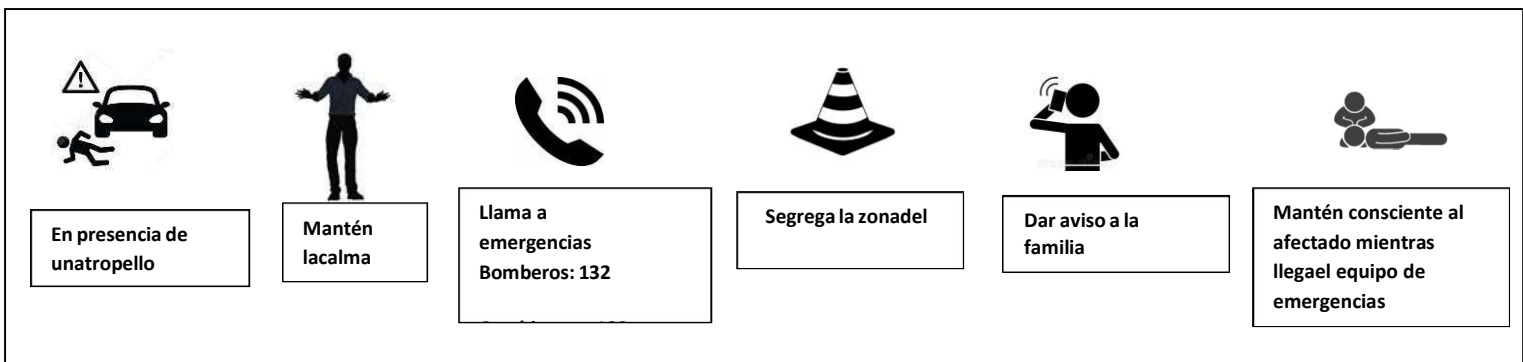 En presencia de
unatropello
Mantén
lacalma
Llama a
emergencias
Bomberos: 132
Segrega la zonadel
Dar aviso a la
familia
Mantén consciente al
afectado mientras
llegael equipo de
emergencias